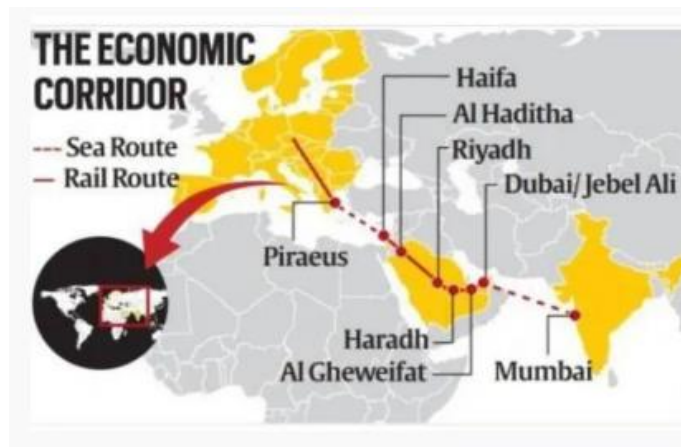 THE ECONOMIC
CORRIDOR
Sea Route
Rail Route
Haifa
Al Haditha
Riyadh
Dubai/ Jebel Ali
Piraeus
Haradh
Al Gheweifat
Mumbai